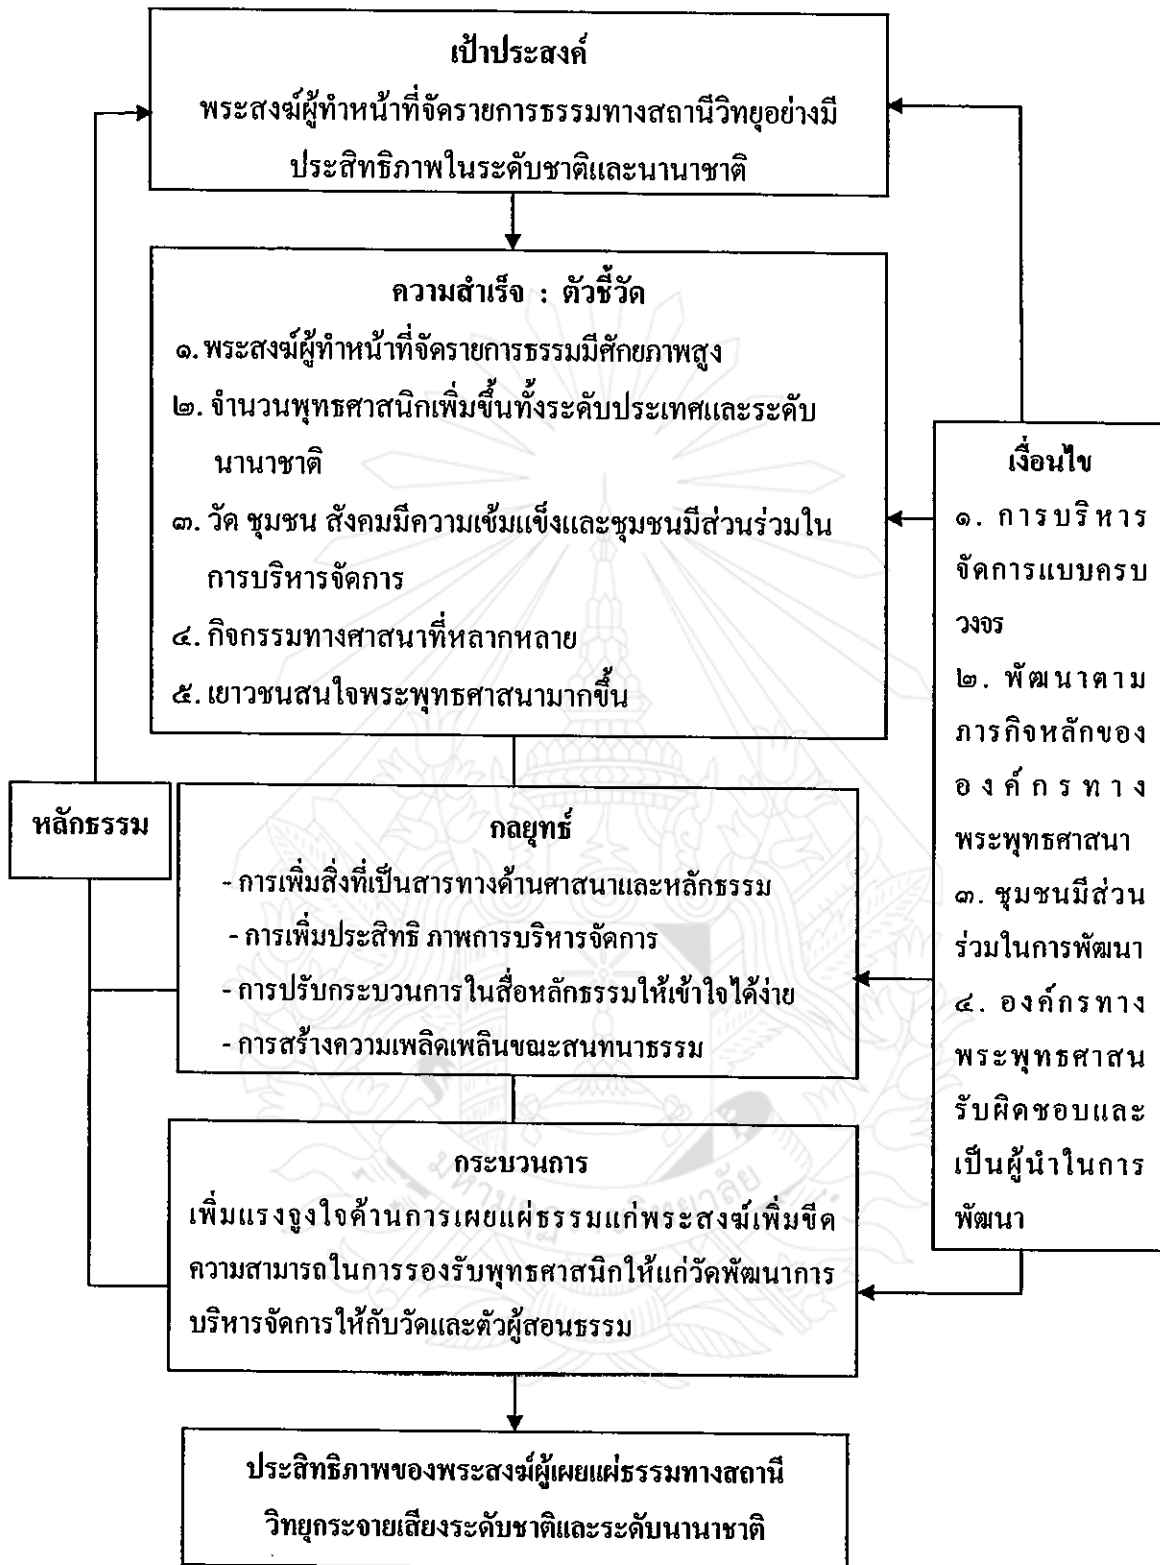 เป้าประสงค์
พระสงฆ์ผู้ทำหน้าที่จัดรายการธรรมทางสถานีวิทยุอย่างมี
ประสิทธิภาพในระดับชาติและนานาชาติ
ความสำเร็จ : ตัวชี้วัด
๑. พระสงฆ์ผู้ทำหน้าที่จัดรายการธรรมมีศักยภาพสูง
๒. จำนวนพุทธศาสนิกเพิ่มขึ้นทั้งระดับประเทศและระดับ
นานาชาติ
๓. วัด ชุมชน สังคมมีความเข้มแข็งและชุมชนมีส่วนร่วมใน
การบริหารจัดการ
๔. กิจกรรมทางศาสนาที่หลากหลาย
๕. เยาวชนสนใจพระพุทธศาสนามากขึ้น
หลักธรรม
กลยุทธ์
- การเพิ่มสิ่งที่เป็นสารทางด้านศาสนาและหลักธรรม
- การเพิ่มประสิทธิ ภาพการบริหารจัดการ
- การปรับกระบวนการในสื่อหลักธรรมให้เข้าใจได้ง่าย
- การสร้างความเพลิดเพลินขณะสนทนาธรรม
กระบวนการ
เพิ่มแรงจูงใจด้านการเผยแผ่ธรรมแก่พระสงฆ์เพิ่มขีด
ความสามารถในการรองรับพุทธศาสนิกให้แก่วัดพัฒนาการ
บริหารจัดการให้กับวัดและตัวผู้สอนธรรม
ประสิทธิภาพของพระสงฆ์ผู้เผยแผ่ธรรมทางสถานี
วิทยุกระจายเสียงระดับชาติและระดับนานาชาติ
เงื่อนไข
๑. การบริหาร
จัดการแบบครบ
วงจร
๒. พัฒนาตาม
ภารกิจหลักของ
องค์กรทาง
พระพุทธศาสนา
๓. ชุมชนมีส่วน
ร่วมในการพัฒนา
๔. องค์กรทาง
พระพุทธศาสน
รับผิดชอบและ
เป็นผู้นำในการ
พัฒนา